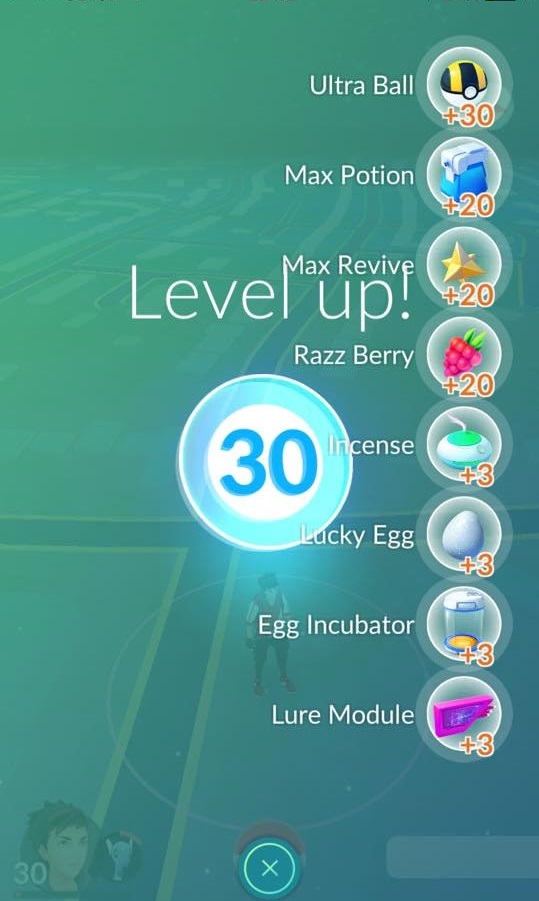 Ultra Ball
+30
Max Potion
+20
Max Revive
+20
Level up!
Razz Berry
+20
30
Incense
+3
Lucky Egg
+3
Egg Incubator
+3
Lure Module
+3
30